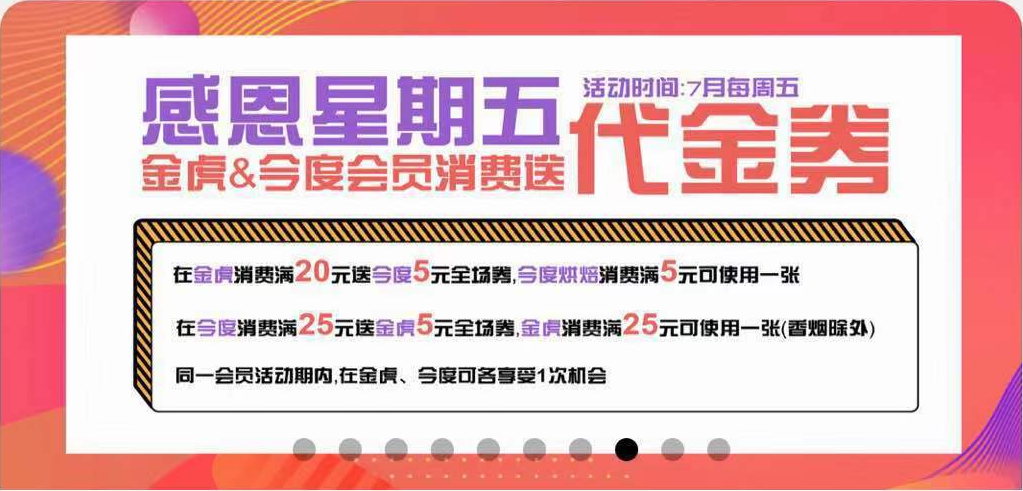 感恩星期五
活动时间:7月每周五
金虎&今度会员消费送
代金券
在金虎消费满20元送今度5元全场券,今度烘焙消费满5元可使用一张
在今度消费满25元送金虎5元全场券,金虎消费满25元可使用一张(香烟除外)
同一会员活动期内,在金虎、今度可各享受1次机会